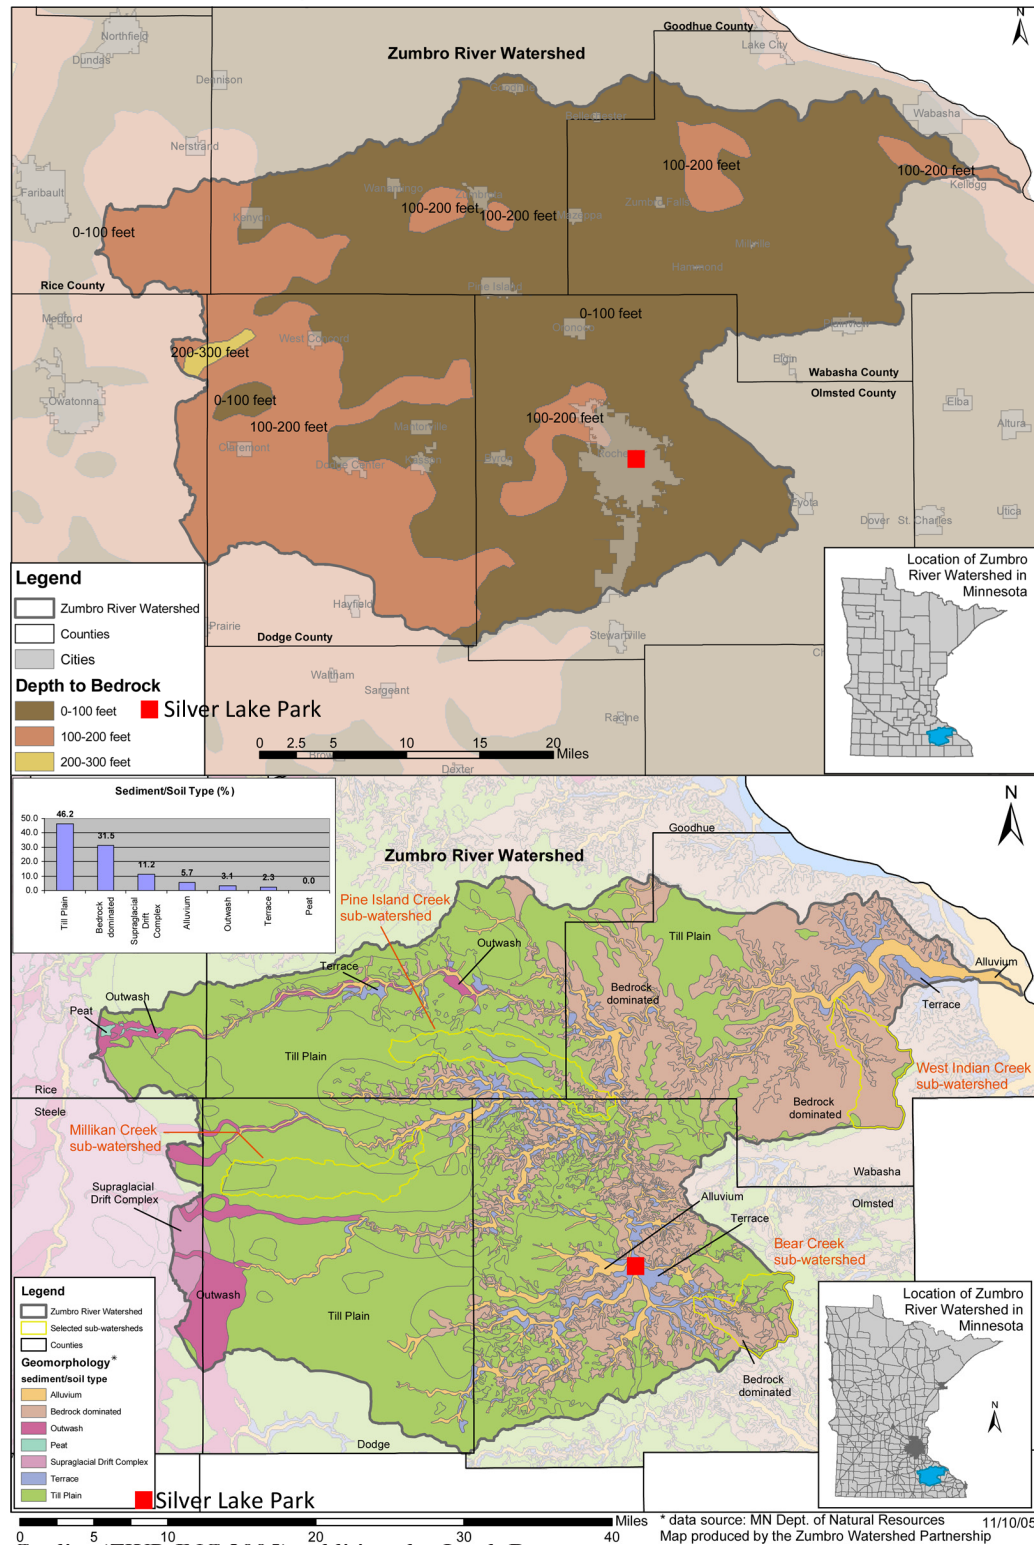 Goodhue County
N
Northfield
Lake City
Zumbro River Watershed
Dundas
Dennison
Goodhue
Wabasha
Bellechester
Nerstrand
100-200 feet
100-200 feet
Kellogg
Faribault
Wanamingo
Zumbrota
100-200 feet
100-200 feet
Zumbro Falls
Mazeppa
Kenyon
0-100 feet
Millville
Hammond
Rice County
Pine Island
0-100 feet
Medford
Oronoco
Plainview
West Concord
200-300 feet
Elgin
Wabasha County
Olmsted County
Owatonna
0-100 feet
Elba
100-200 feet
100-200 feet
Altura
Mantorville
Claremont
Dodge Center
Kasson
Byron
Roche
Eyota
Dover
St. Charles
Utica
Legend
Zumbro River Watershed
Counties
Cities
Depth to Bedrock
0-100 feet
100-200 feet
200-300 feet
Silver Lake Park
Hayfield
Prairie
Dodge County
Stewartville
Waltham
Sargeant
Racine
Dexter
0 2.5 5 10 15 20
Miles
Location of Zumbro
River Watershed in
Minnesota
Sediment/Soil Type (%)
50.0
40.0
30.0
20.0
10.0
0.0
46.2
31.5
11.2
5.7
3.1
2.3
0.0
Till Plain
Bedrock
dominated
Supraglacial
Drift
Complex
Alluvium
Outwash
Terrace
Peat
N
Goodhue
Zumbro River Watershed
Pine Island Creek
sub-watershed
Outwash
Till Plain
Terrace
Alluvium
Bedrock
dominated
Terrace
Outwash
Peat
Till Plain
West Indian Creek
sub-watershed
Rice
Steele
Bedrock
dominated
Millikan Creek
sub-watershed
Wabasha
Supraglacial
Drift Complex
Alluvium
Olmsted
Terrace
Bear Creek
sub-watershed
Outwash
Till Plain
Bedrock
dominated
Dodge
Legend
Zumbro River Watershed
Selected sub-watersheds
Counties
Geomorphology*
sediment/soil type
Alluvium
Bedrock dominated
Outwash
Peat
Supraglacial Drift Complex
Terrace
Till Plain
Silver Lake Park
Location of Zumbro
River Watershed in
Minnesota
N
0 5 10 20 30 40
Miles
* data source: MN Dept. of Natural Resources 11/10/05
Map produced by the Zumbro Watershed Partnership